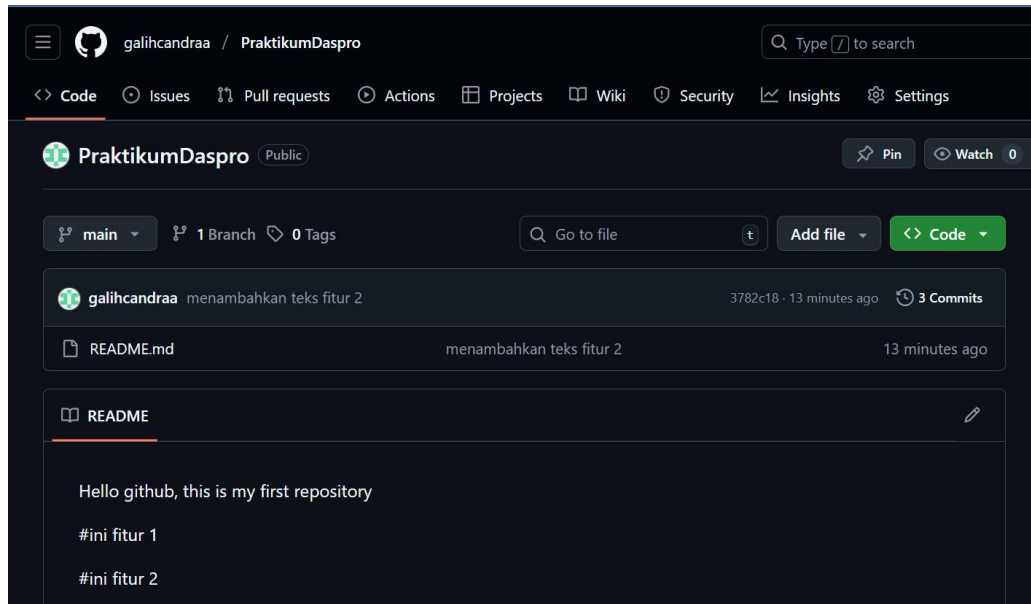 galihcandraa / PraktikumDaspro Type / to search
Code Issues Pull requests Actions Projects Wiki Security Insights Settings
PraktikumDaspro Public Pin Watch 0
main 1 Branch 0 Tags Go to file t Add file Code
galihcandraa menambahkan teks fitur 2 3782c18 · 13 minutes ago 3 Commits
README.md menambahkan teks fitur 2 13 minutes ago
README
Hello github, this is my first repository
#ini fitur 1
#ini fitur 2